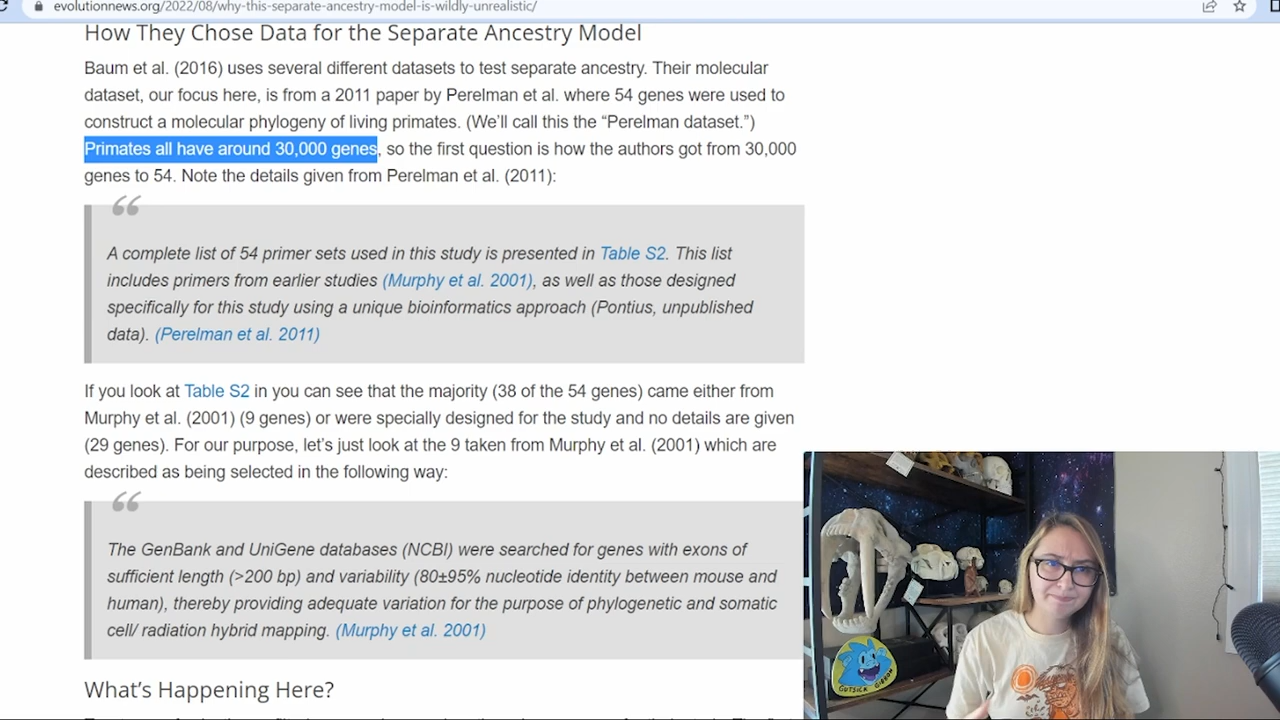 evolutionnews.org/2022/08/why-this-separate-ancestry-model-is-wildly-unrealistic/
How They Chose Data for the Separate Ancestry Model
Baum et al. (2016) uses several different datasets to test separate ancestry. Their molecular
dataset, our focus here, is from a 2011 paper by Perelman et al. where 54 genes were used to
construct a molecular phylogeny of living primates. (We’ll call this the “Perelman dataset.”)
Primates all have around 30,000 genes, so the first question is how the authors got from 30,000
genes to 54. Note the details given from Perelman et al. (2011):
“
A complete list of 54 primer sets used in this study is presented in Table S2. This list
includes primers from earlier studies (Murphy et al. 2001), as well as those designed
specifically for this study using a unique bioinformatics approach (Pontius, unpublished
data). (Perelman et al. 2011)
If you look at Table S2 in you can see that the majority (38 of the 54 genes) came either from
Murphy et al. (2001) (9 genes) or were specially designed for the study and no details are given
(29 genes). For our purpose, let’s just look at the 9 taken from Murphy et al. (2001) which are
described as being selected in the following way:
“
The GenBank and UniGene databases (NCBI) were searched for genes with exons of
sufficient length (>200 bp) and variability (80±95% nucleotide identity between mouse and
human), thereby providing adequate variation for the purpose of phylogenetic and somatic
cell/ radiation hybrid mapping. (Murphy et al. 2001)
What’s Happening Here?
GUTSICK GIBBON